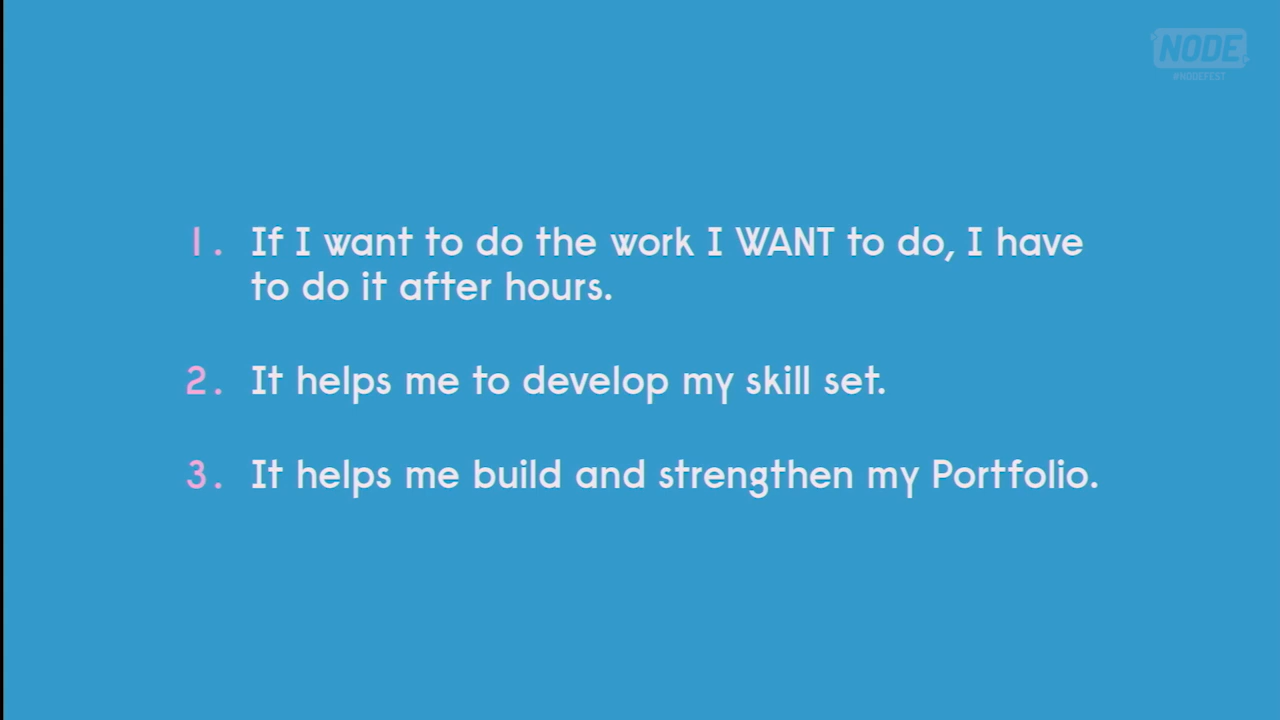 NODE
#NODEFEST
1. If I want to do the work I WANT to do, I have
to do it after hours.
2. It helps me to develop my skill set.
3. It helps me build and strengthen my Portfolio.